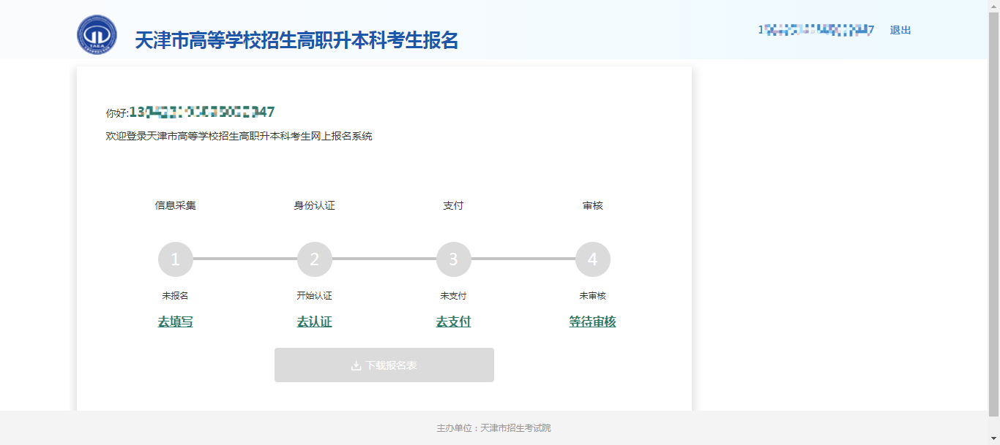 天津市高等学校招生高职升本科考生报名
退出
你好:
欢迎登录天津市高等学校招生高职升本科考生网上报名系统
信息采集 身份认证 支付 审核
1 2 3 4
未报名 开始认证 未支付 未审核
去填写 去认证 去支付 等待审核
下载报名表
主办单位：天津市招生考试院